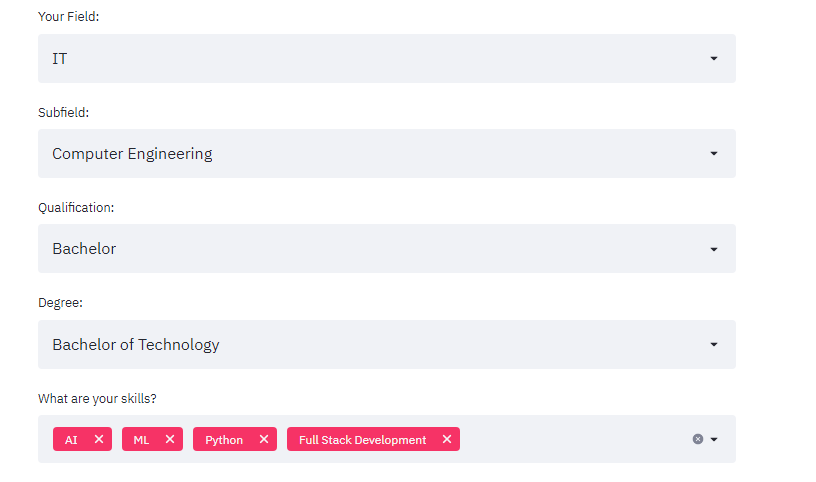 Your Field:
IT
Subfield:
Computer Engineering
Qualification:
Bachelor
Degree:
Bachelor of Technology
What are your skills?
AI ML Python Full Stack Development